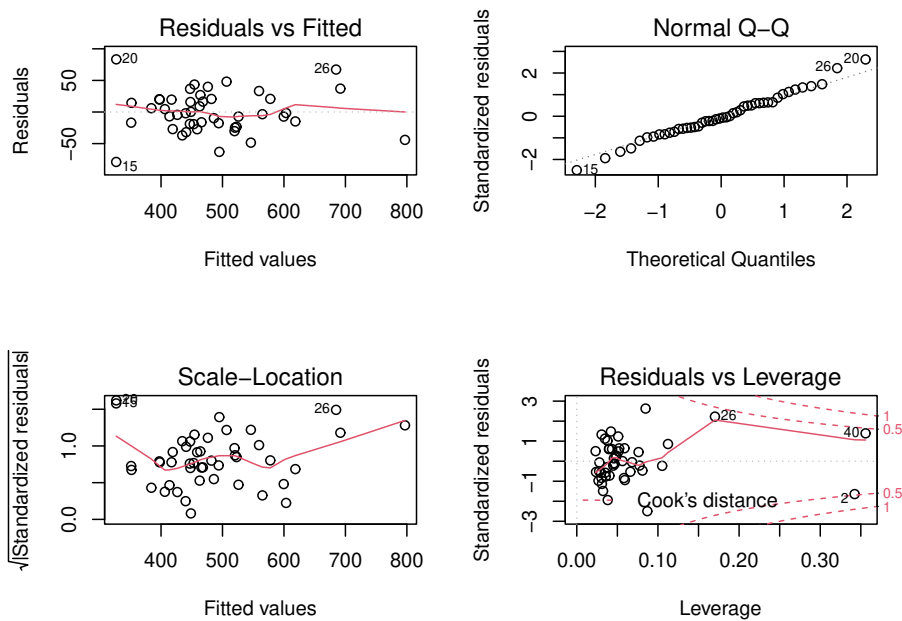 Residuals vs Fitted
Residuals
50
0
−50
20
26
15
400 500 600 700 800
Fitted values
Normal Q−Q
Standardized residuals
2
0
−2
26
20
15
−2 −1 0 1 2
Theoretical Quantiles
Scale−Location
√|Standardized residuals|
1.0
0.0
26
400 500 600 700 800
Fitted values
Residuals vs Leverage
Standardized residuals
3
1
−1
−3
26
40
2
1
0.5
0.5
1
Cook's distance
0.00 0.10 0.20 0.30
Leverage